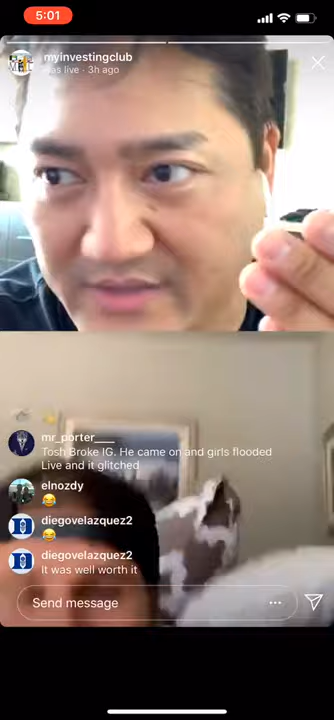 5:01
myinvestingclub
was live · 3h ago
mr_porter___
Tosh Broke IG. He came on and girls flooded
Live and it glitched
elnozdy
😂
diegovelazquez2
😂
diegovelazquez2
It was well worth it
Send message